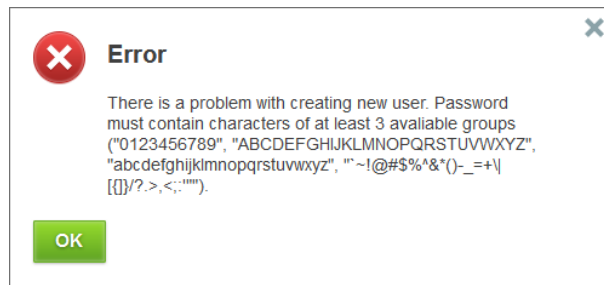 Error
There is a problem with creating new user. Password
must contain characters of at least 3 avaliable groups
("0123456789", "ABCDEFGHIJKLMNOPQRSTUVWXYZ",
"abcdefghijklmnopqrstuvwxyz", "`~!@#$%^&*()-_=+\|
[{]}/?.>,<;:'"'").
OK